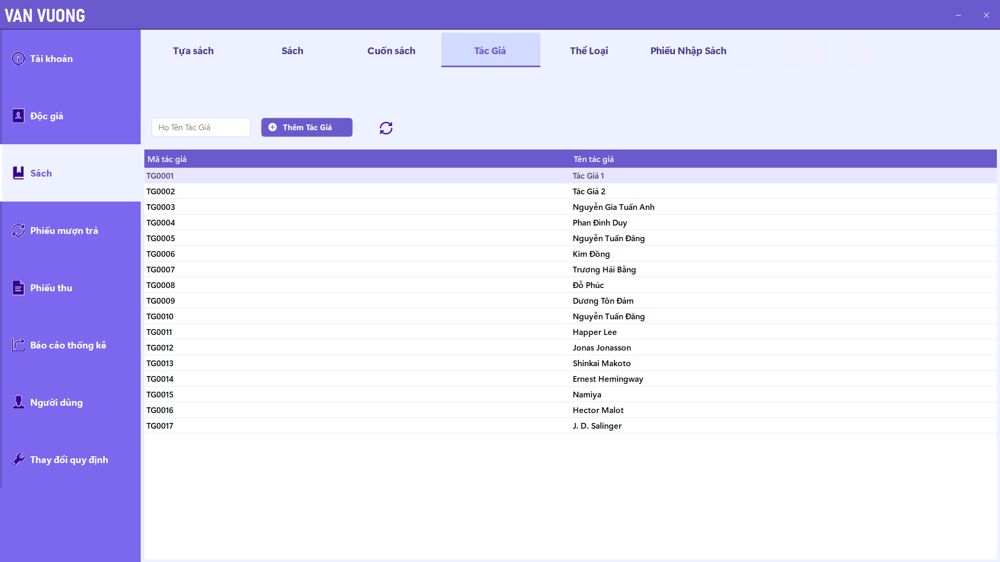 VAN VUONG
Tài khoản
Độc giả
Sách
Phiếu mượn trả
Phiếu thu
Báo cáo thống kê
Người dùng
Thay đổi quy định
Tựa sách Sách Cuốn sách Tác Giả Thể Loại Phiếu Nhập Sách
Họ Tên Tác Giả Thêm Tác Giả
Mã tác giả Tên tác giả
TG0001 Tác Giả 1
TG0002 Tác Giả 2
TG0003 Nguyễn Gia Tuấn Anh
TG0004 Phan Đình Duy
TG0005 Nguyễn Tuấn Đăng
TG0006 Kim Đồng
TG0007 Trương Hải Bằng
TG0008 Đỗ Phúc
TG0009 Dương Tôn Đảm
TG0010 Nguyễn Tuấn Đăng
TG0011 Happer Lee
TG0012 Jonas Jonasson
TG0013 Shinkai Makoto
TG0014 Ernest Hemingway
TG0015 Namiya
TG0016 Hector Malot
TG0017 J. D. Salinger